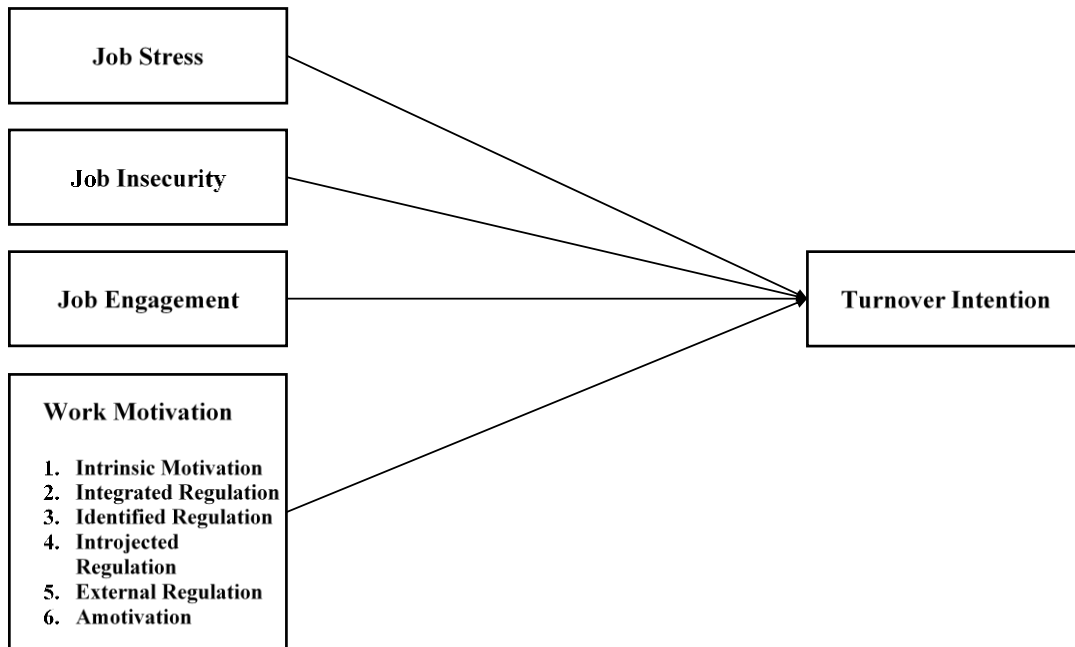 Job Stress
Job Insecurity
Job Engagement
Turnover Intention
Work Motivation
1. Intrinsic Motivation
2. Integrated Regulation
3. Identified Regulation
4. Introjected
Regulation
5. External Regulation
6. Amotivation